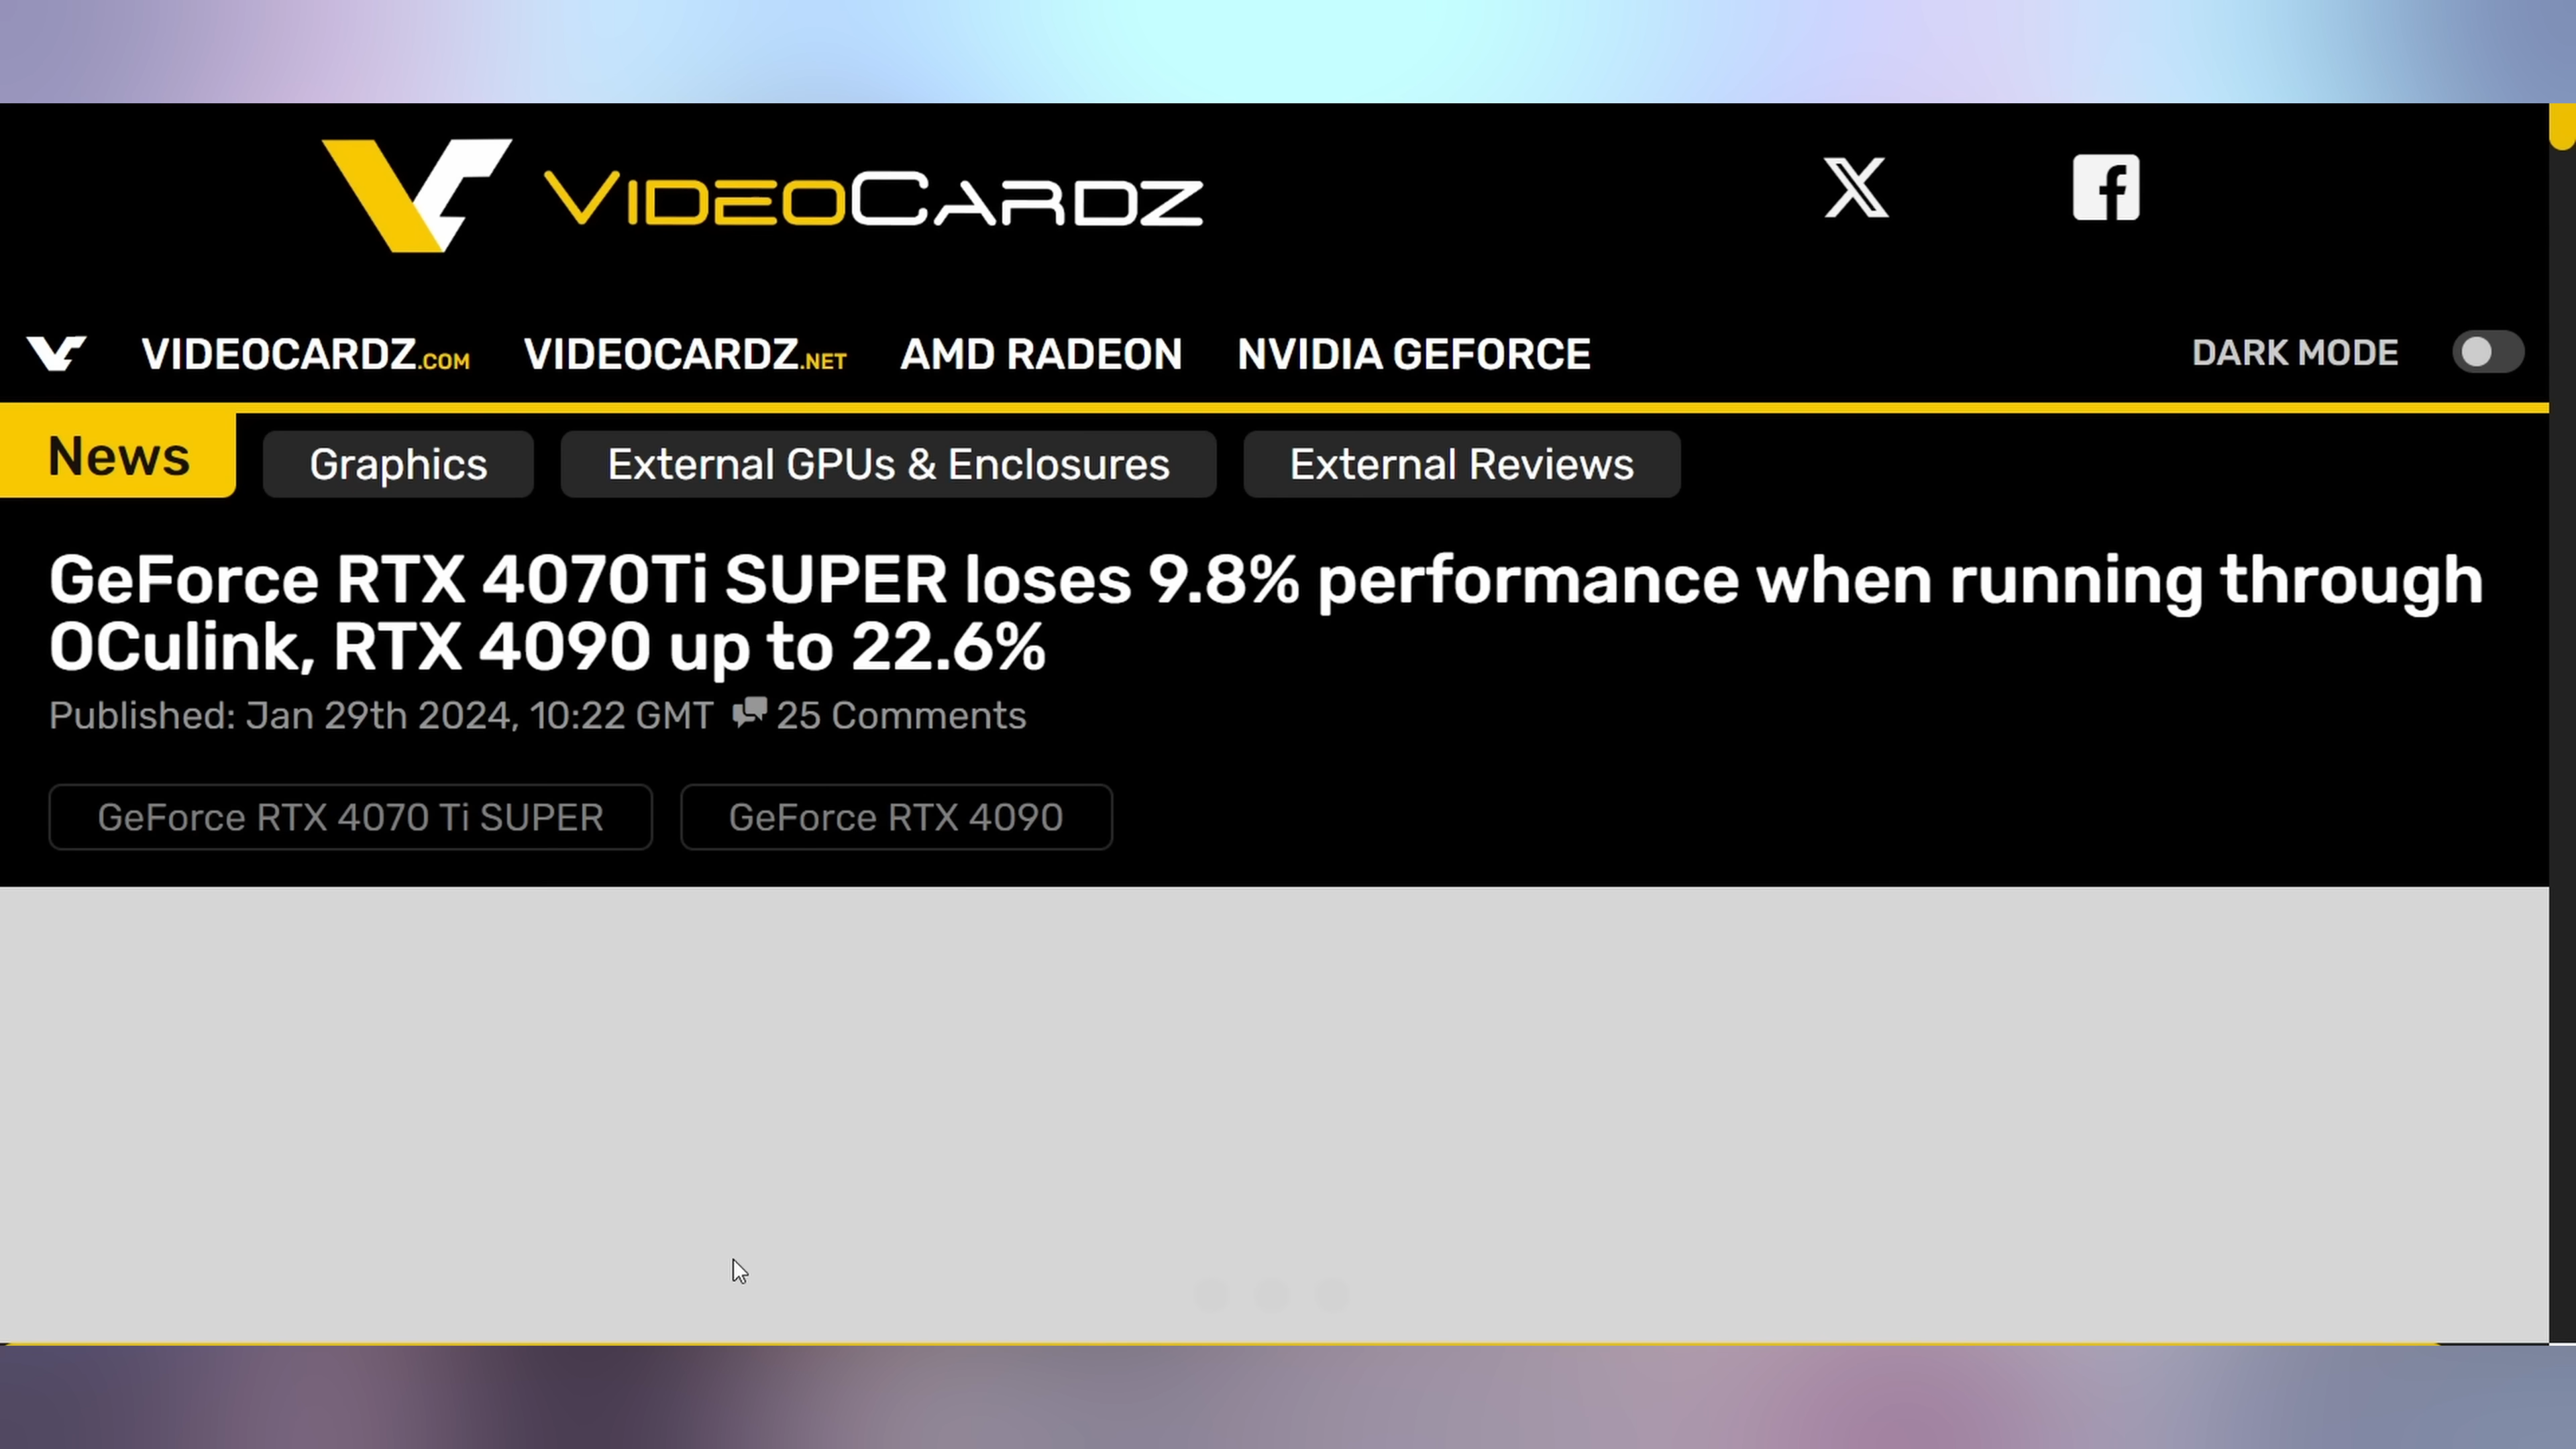 VIDEOCARDZ
VIDEOCARDZ.COM VIDEOCARDZ.NET AMD RADEON NVIDIA GEFORCE DARK MODE
News Graphics External GPUs & Enclosures External Reviews
GeForce RTX 4070Ti SUPER loses 9.8% performance when running through
OCulink, RTX 4090 up to 22.6%
Published: Jan 29th 2024, 10:22 GMT 25 Comments
GeForce RTX 4070 Ti SUPER GeForce RTX 4090